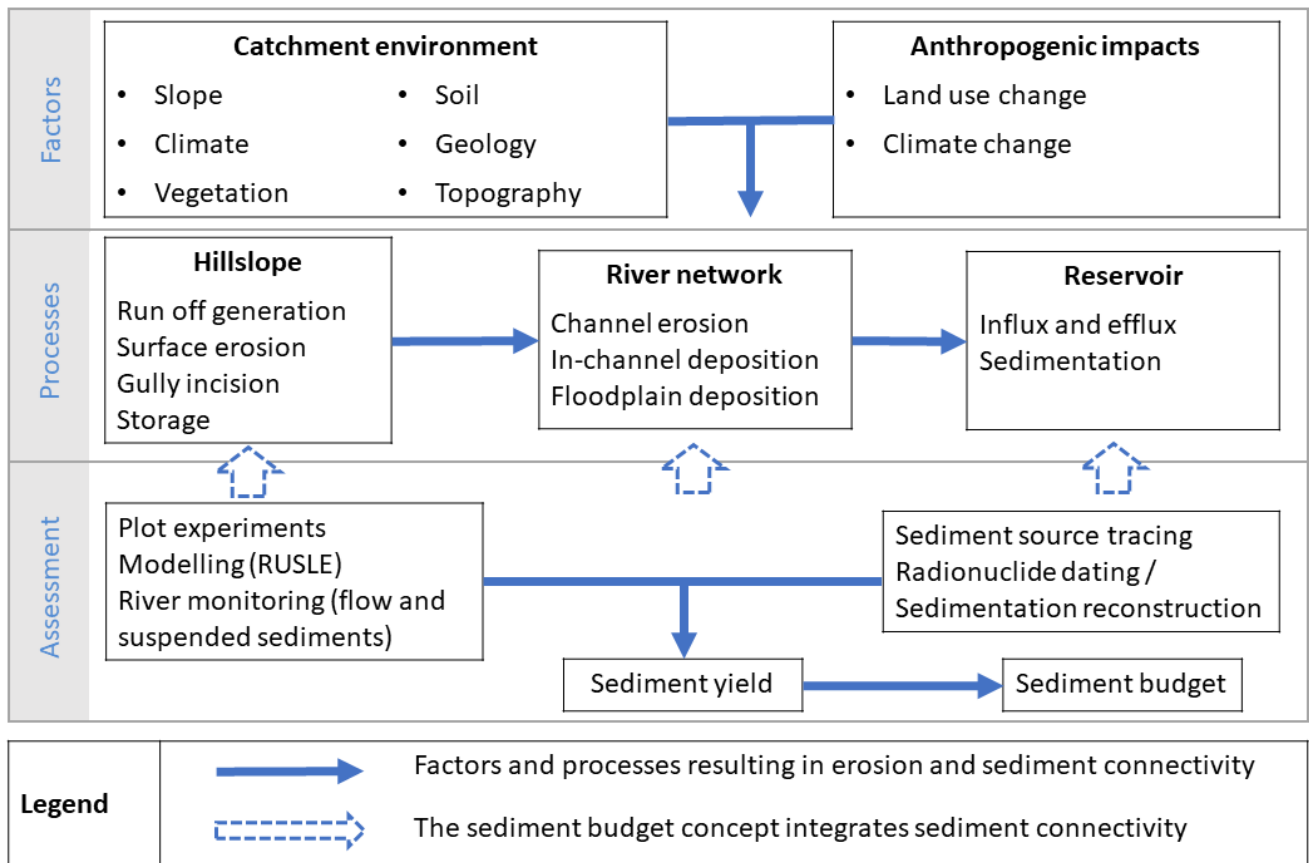 Factors
Catchment environment
• Slope
• Climate
• Vegetation
• Soil
• Geology
• Topography
Anthropogenic impacts
• Land use change
• Climate change
Processes
Hillslope
Run off generation
Surface erosion
Gully incision
Storage
River network
Channel erosion
In-channel deposition
Floodplain deposition
Reservoir
Influx and efflux
Sedimentation
Assessment
Plot experiments
Modelling (RUSLE)
River monitoring (flow and
suspended sediments)
Sediment source tracing
Radionuclide dating /
Sedimentation reconstruction
Sediment yield
Sediment budget
Legend
Factors and processes resulting in erosion and sediment connectivity
The sediment budget concept integrates sediment connectivity